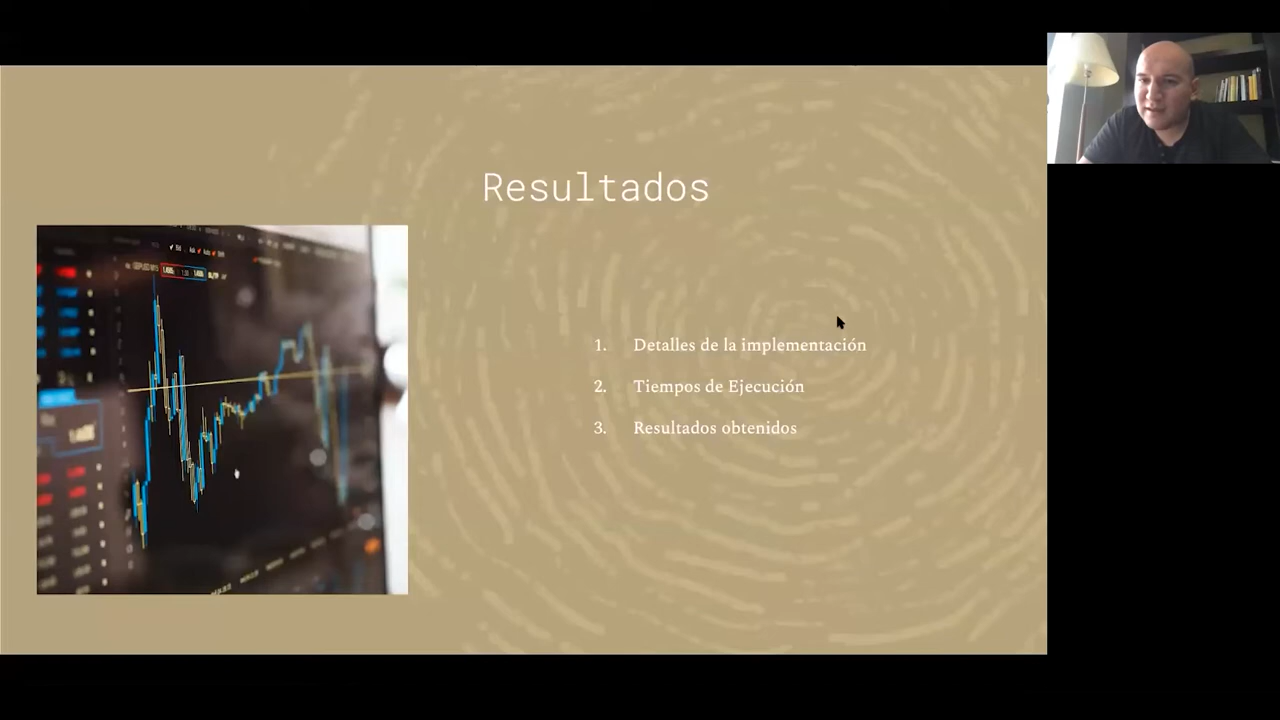 Resultados
1. Detalles de la implementación
2. Tiempos de Ejecución
3. Resultados obtenidos